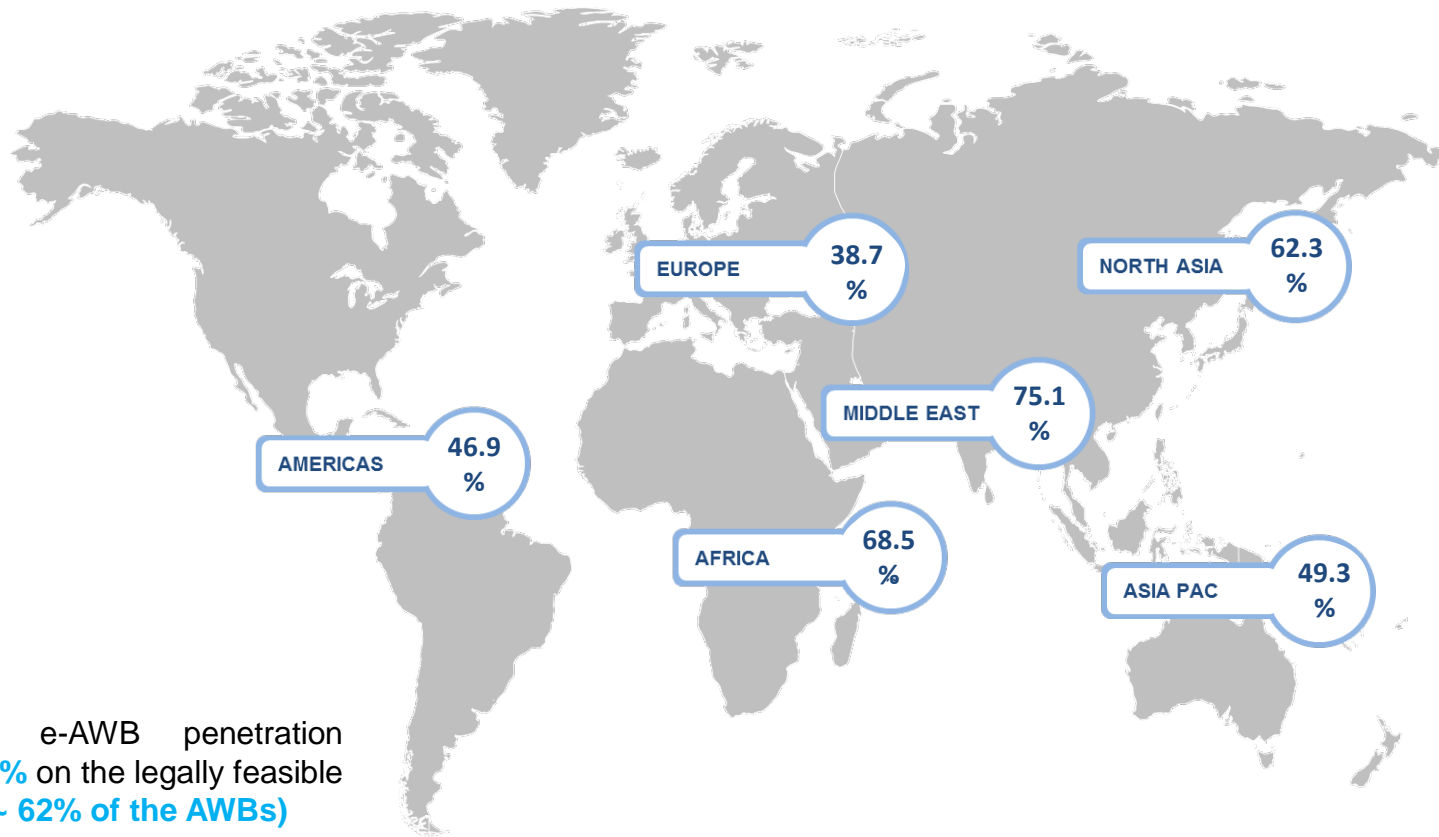 EUROPE
38.7
%
NORTH ASIA
62.3
%
MIDDLE EAST
75.1
%
AMERICAS
46.9
%
AFRICA
68.5
%
ASIA PAC
49.3
%
e-AWB penetration
% on the legally feasible
62% of the AWBs)